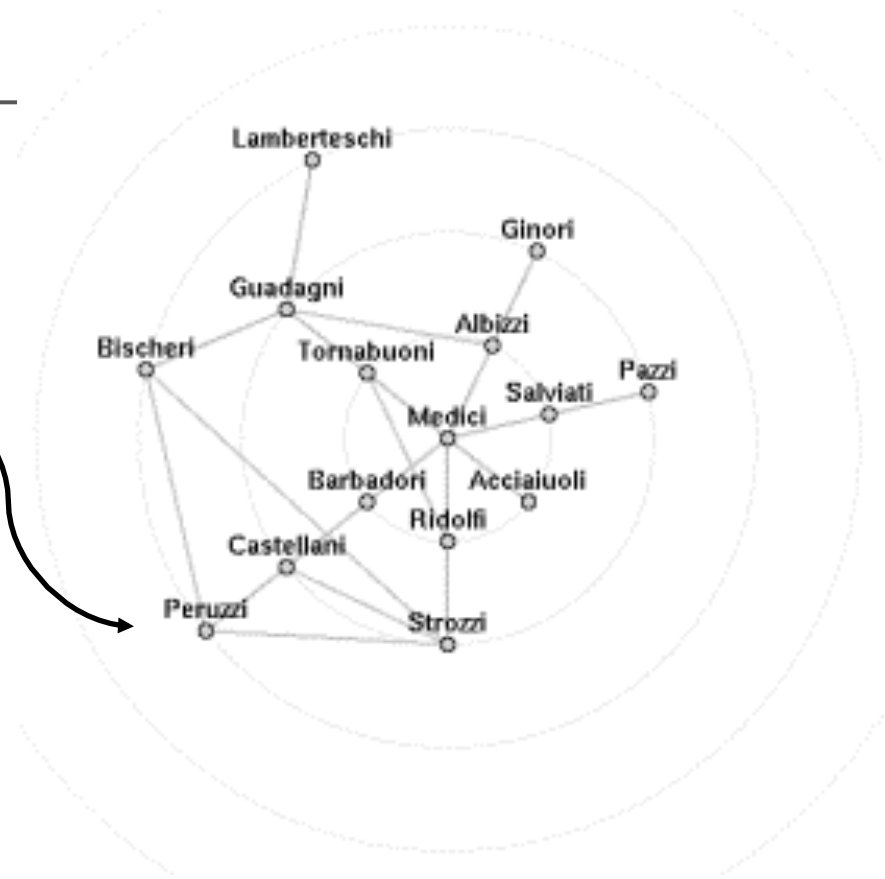 Lamberteschi
Ginori
Guadagni
Albizzi
Bischeri
Tornabuoni
Pazzi
Salviati
Medici
Barbadori
Acciaiuoli
Ridolfi
Castellani
Peruzzi
Strozzi